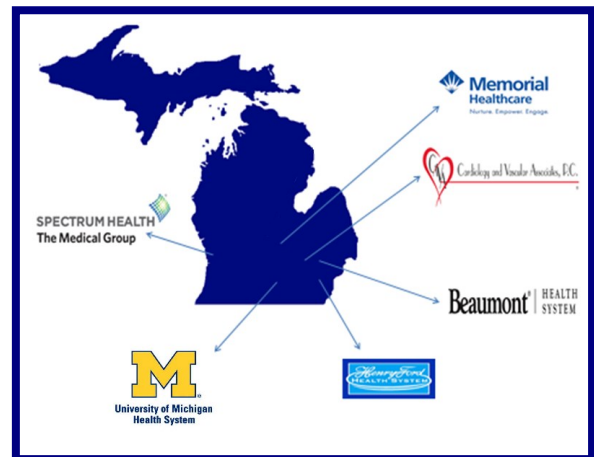 Memorial
Healthcare
Nurture. Empower. Engage.
CVA
Cardiology and Vascular Associates, P.C.
SPECTRUM HEALTH
The Medical Group
Beaumont® | HEALTH
SYSTEM
M
University of Michigan
Health System
Henry Ford
HEALTH SYSTEM